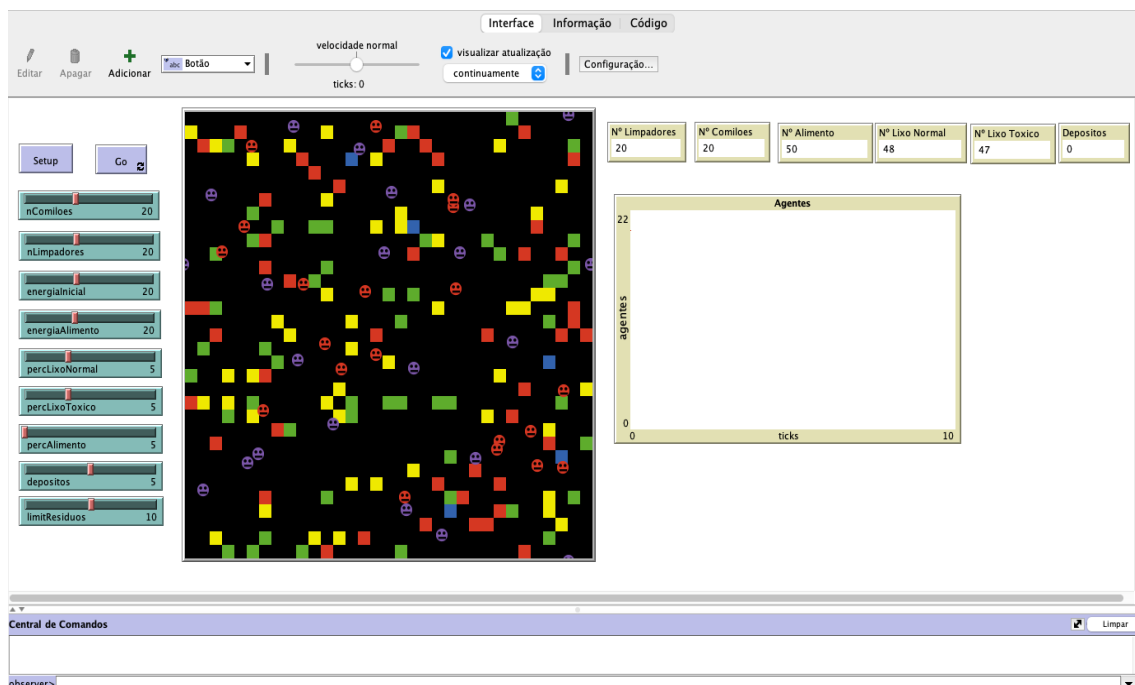 Interface Informação Código
Editar Apagar Adicionar abc Botão velocidade normal ticks: 0 visualizar atualização continuamente Configuração...
Setup Go
nComiloes 20
nLimpadores 20
energiaInicial 20
energiaAlimento 20
percLixoNormal 5
percLixoToxico 5
percAlimento 5
depositos 5
limitResiduos 10
Nº Limpadores
20
Nº Comiloes
20
Nº Alimento
50
Nº Lixo Normal
48
Nº Lixo Toxico
47
Depositos
0
Agentes
22
agentes
0
0 ticks 10
Central de Comandos Limpar
observer>